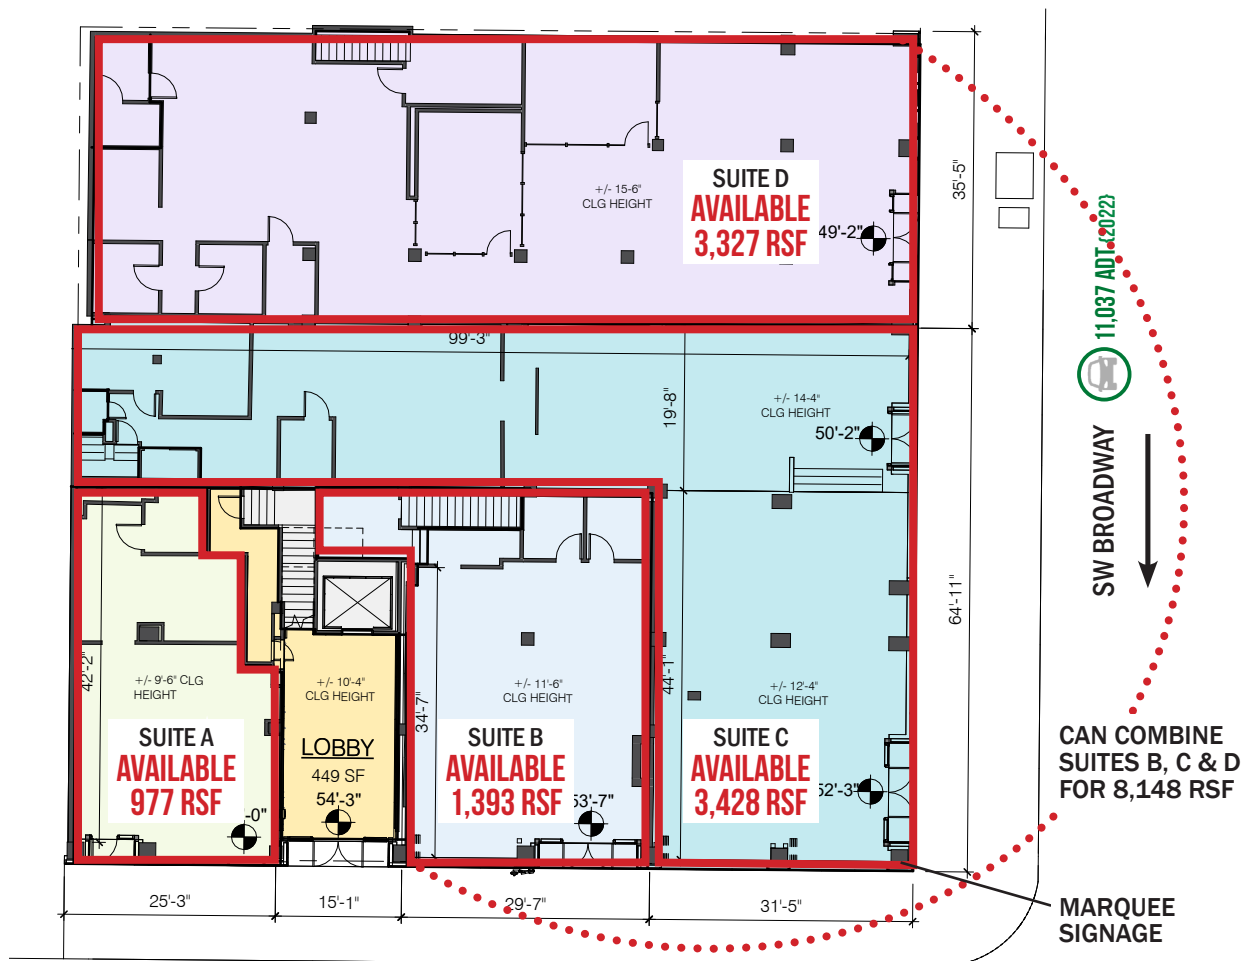 +/- 15-6"
CLG HEIGHT
SUITE D
AVAILABLE
3,327 RSF
49'-2"
35'-5"
11,037 ADT (2022)
99'-3"
19'-8"
+/- 14-4"
CLG HEIGHT
50'-2"
SW BROADWAY
64'-11"
42'-2"
+/- 9'-6" CLG
HEIGHT
SUITE A
AVAILABLE
977 RSF
-0"
+/- 10'-4"
CLG HEIGHT
LOBBY
449 SF
54'-3"
34'-7"
+/- 11'-6"
CLG HEIGHT
SUITE B
AVAILABLE
1,393 RSF
53'-7"
44'-1"
+/- 12'-4"
CLG HEIGHT
SUITE C
AVAILABLE
3,428 RSF
52'-3"
CAN COMBINE
SUITES B, C & D
FOR 8,148 RSF
MARQUEE
SIGNAGE
25'-3"
15'-1"
29'-7"
31'-5"